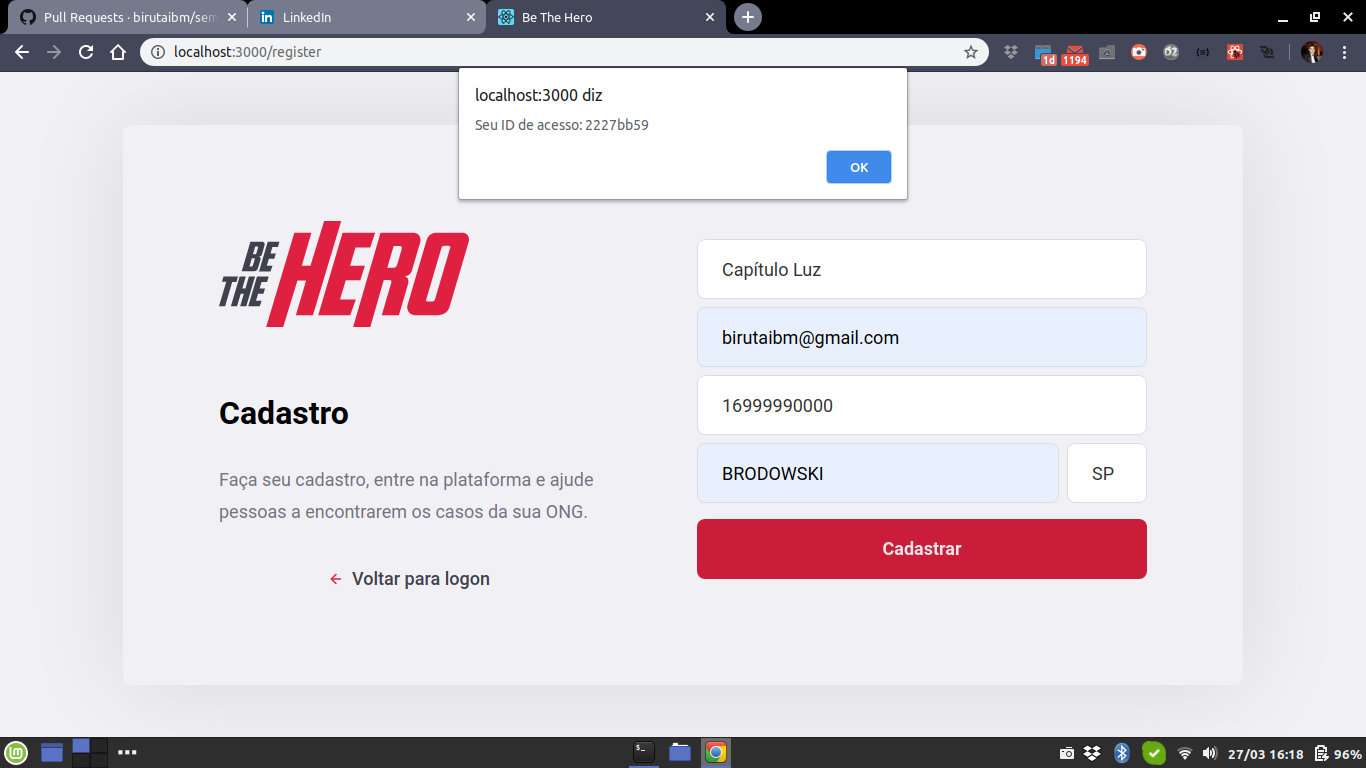 Pull Requests · birutaibm/sem
LinkedIn
Be The Hero
localhost:3000/register
1d
1194
localhost:3000 diz
Seu ID de acesso: 2227bb59
OK
BE THE HERO
Capítulo Luz
birutaibm@gmail.com
16999990000
BRODOWSKI
SP
Cadastrar
Cadastro
Faça seu cadastro, entre na plataforma e ajude
pessoas a encontrarem os casos da sua ONG.
Voltar para logon
27/03 16:18
96%